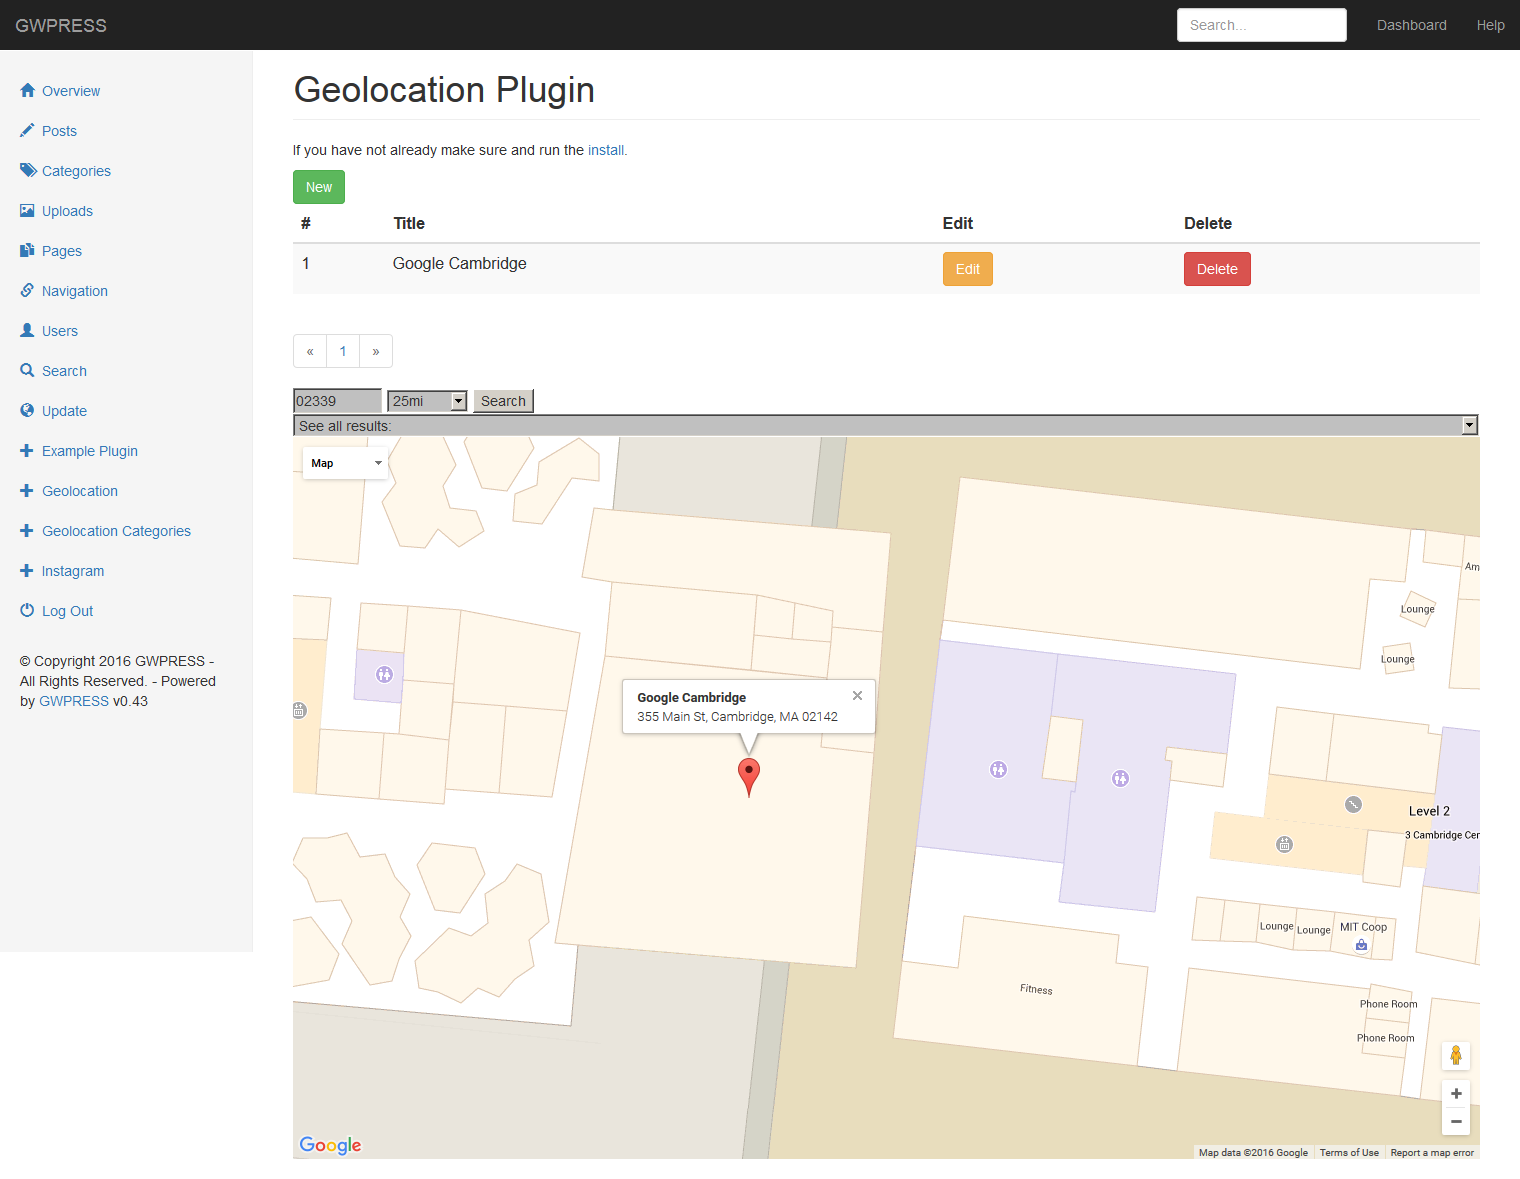 GWPRESS
Search...
Dashboard
Help
Overview
Posts
Categories
Uploads
Pages
Navigation
Users
Search
Update
Example Plugin
Geolocation
Geolocation Categories
Instagram
Log Out
© Copyright 2016 GWPRESS -
All Rights Reserved. - Powered
by GWPRESS v0.43
Geolocation Plugin
If you have not already make sure and run the install.
New
# Title Edit Delete
1 Google Cambridge Edit Delete
« 1 »
02339 25mi Search
See all results:
Map
Am
Lounge
Lounge
Google Cambridge
355 Main St, Cambridge, MA 02142
Level 2
3 Cambridge Cer
Lounge
Lounge
MIT Coop
Fitness
Phone Room
Phone Room
Google
Map data ©2016 Google
Terms of Use
Report a map error